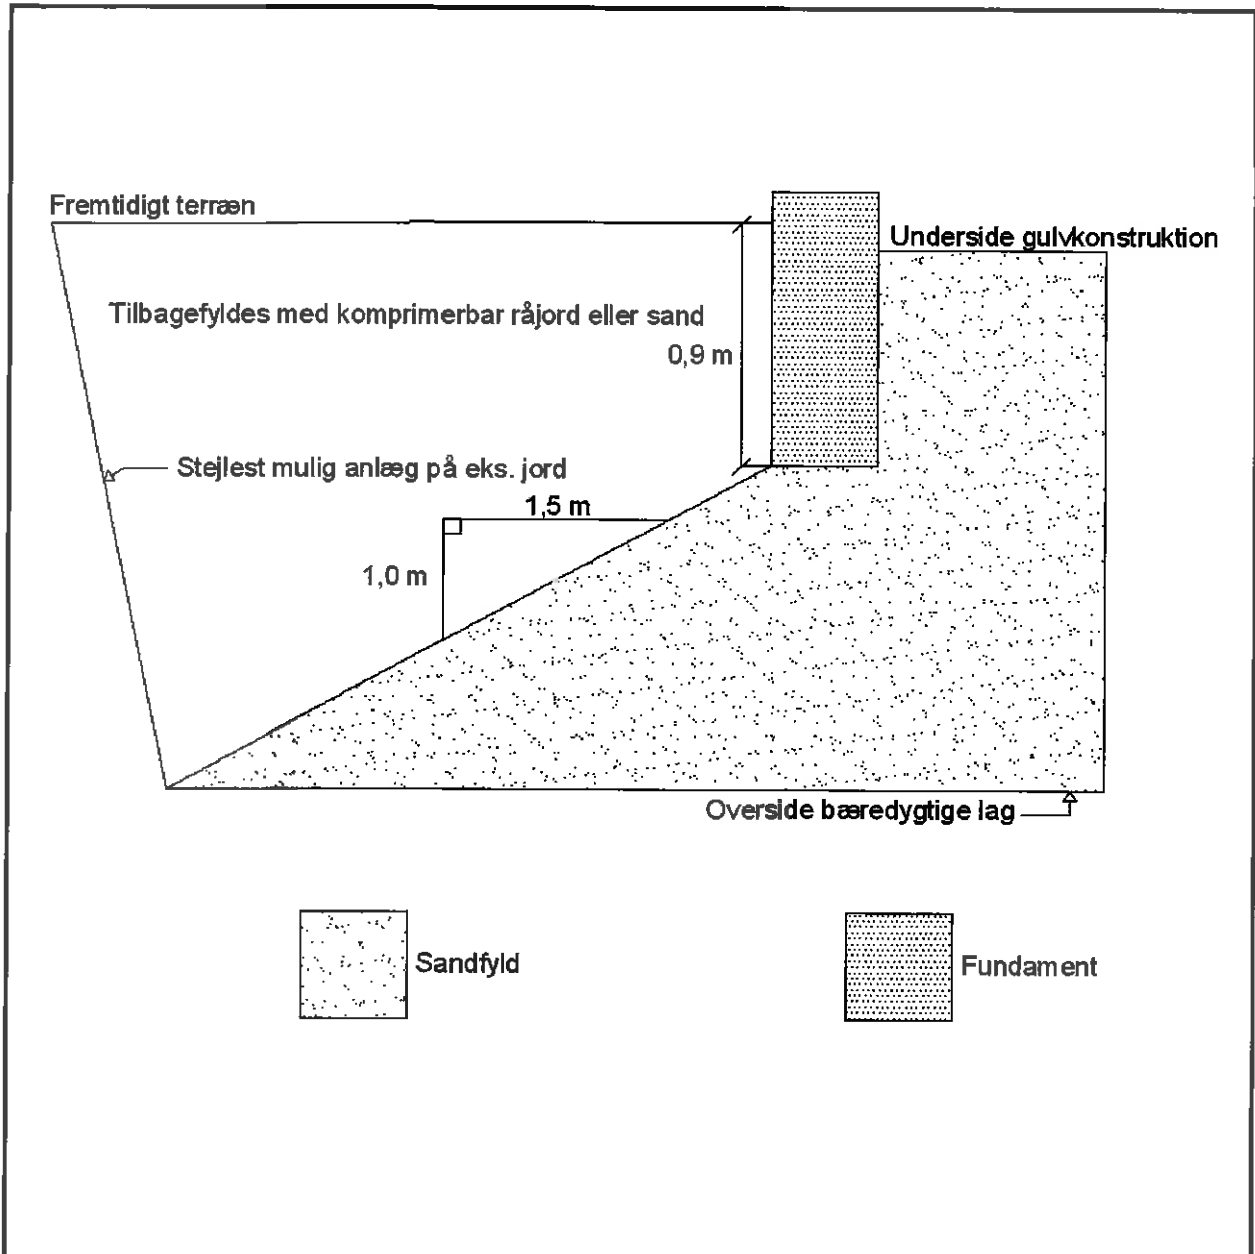 Fremtidigt terræn
Underside gulvkonstruktion
Tilbagefyldes med komprimerbar råjord eller sand
0,9 m
Stejlest mulig anlæg på eks. jord
1,5 m
1,0 m
Overside bæredygtige lag
Sandfyld
Fundament